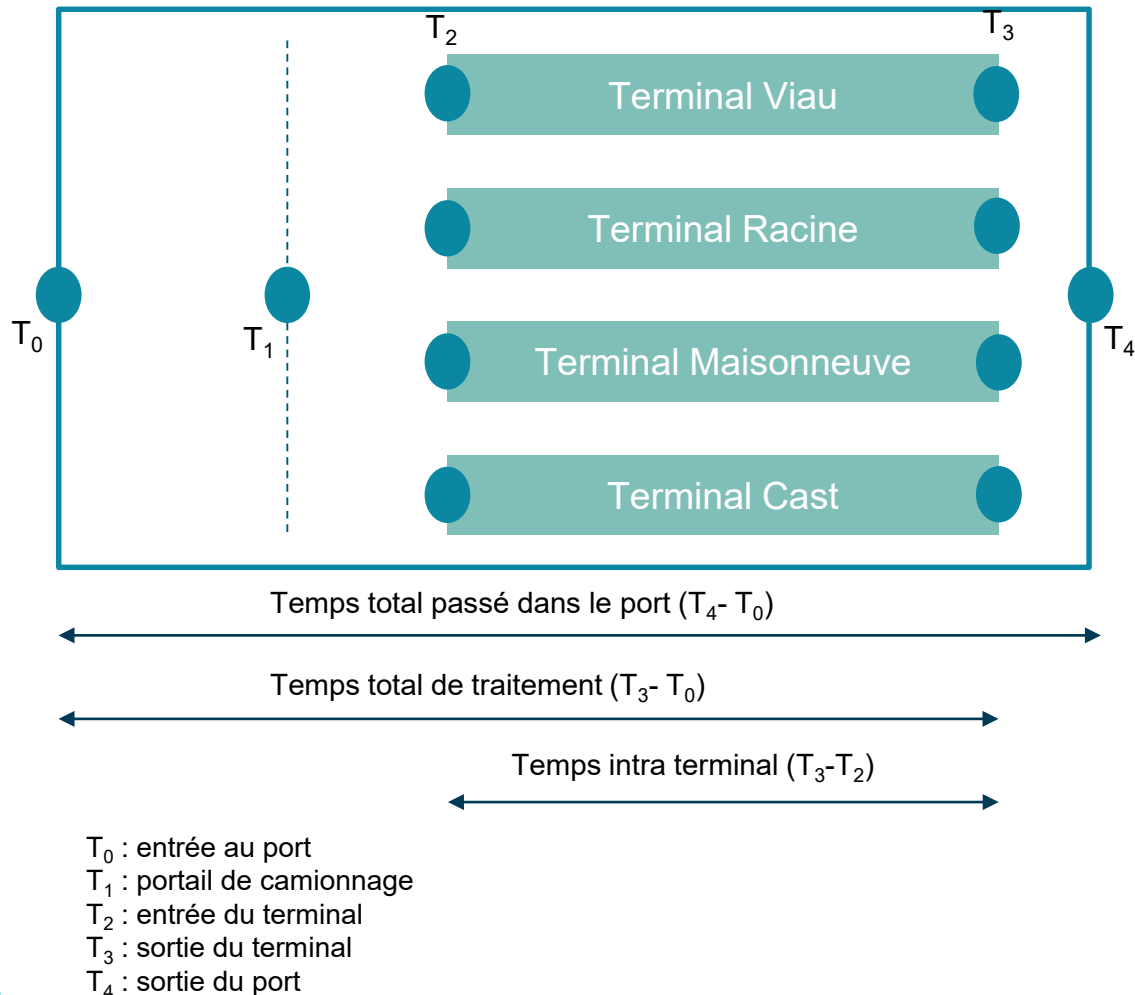 T₂
T₃
Terminal Viau
Terminal Racine
T₀
T₁
T₄
Terminal Maisonneuve
Terminal Cast
Temps total passé dans le port (T₄- T₀)
Temps total de traitement (T₃- T₀)
Temps intra terminal (T₃-T₂)
T₀ : entrée au port
T₁ : portail de camionnage
T₂ : entrée du terminal
T₃ : sortie du terminal
T₄ : sortie du port